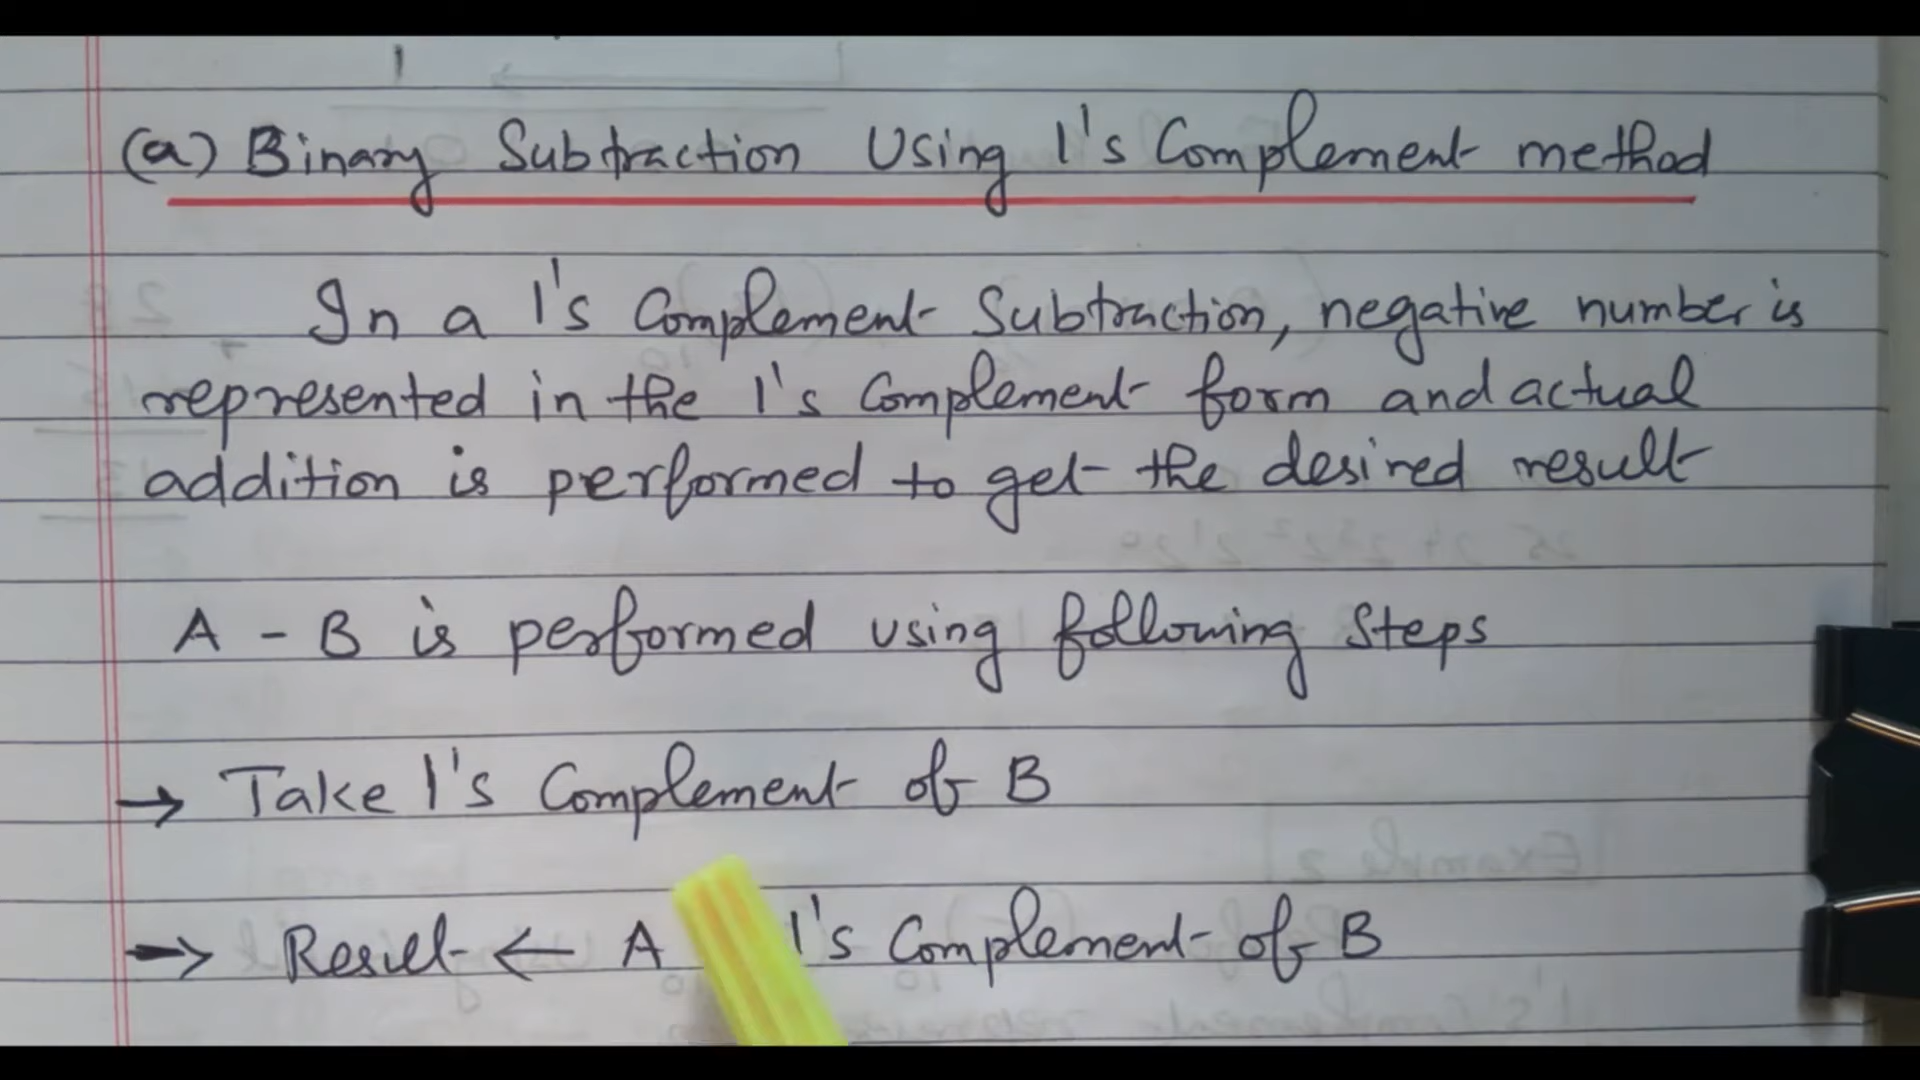 (a) Binary Subtraction Using 1's Complement method
In a 1's Complement Subtraction, negative number is
represented in the 1's Complement form and actual
addition is performed to get the desired result
A - B is performed using following Steps
→ Take 1's Complement of B
→ Result ← A 1's Complement of B